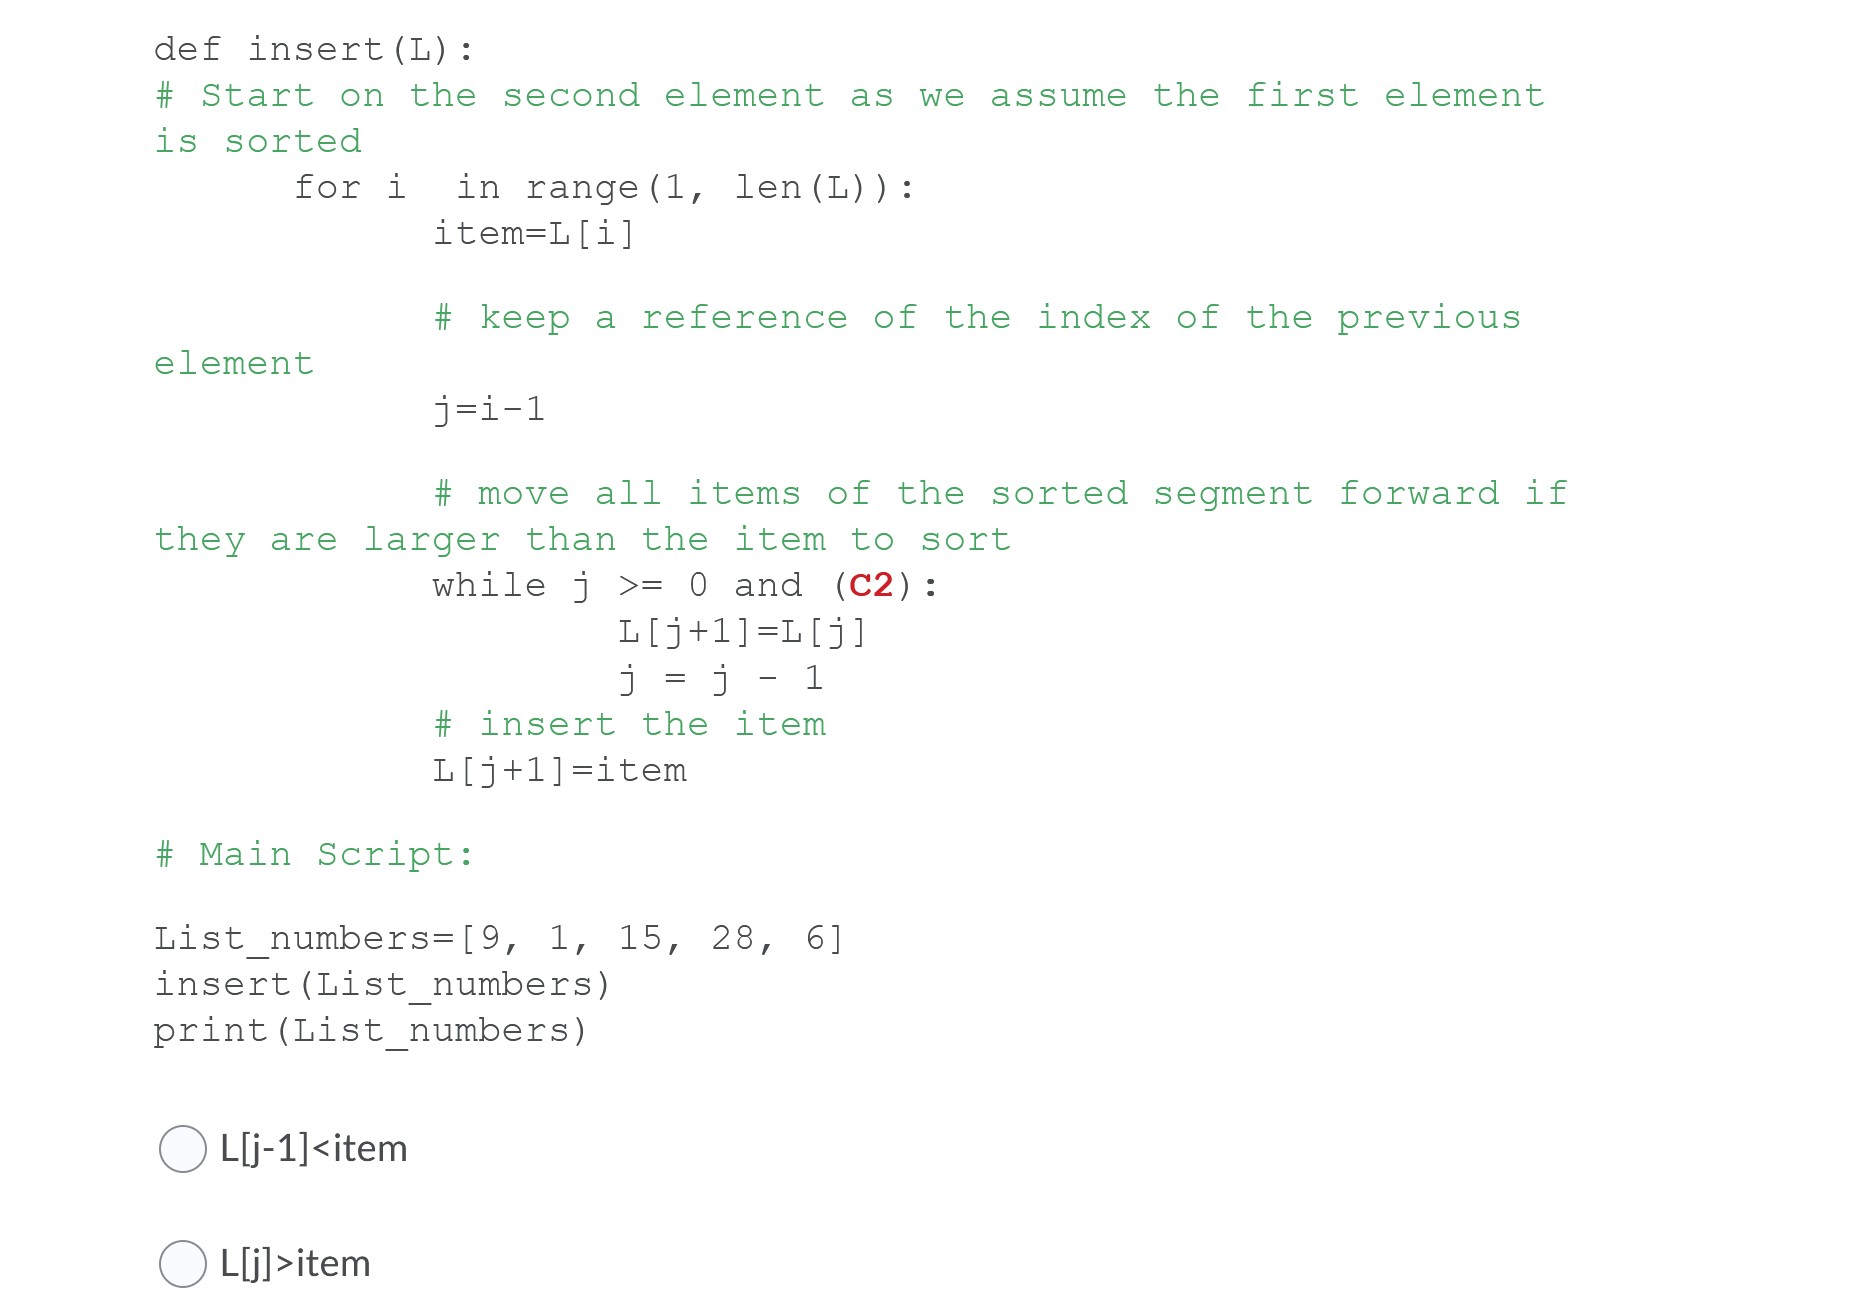 def insert(L):
# Start on the second element as we assume the first element
is sorted
for i  in range(1, len(L)):
item=L[i]
# keep a reference of the index of the previous
element
j=i-1
# move all items of the sorted segment forward if
they are larger than the item to sort
while j >= 0 and (C2):
L[j+1]=L[j]
j = j - 1
# insert the item
L[j+1]=item
# Main Script:
List_numbers=[9, 1, 15, 28, 6]
insert(List_numbers)
print(List_numbers)
L[j-1]<item
L[j]>item